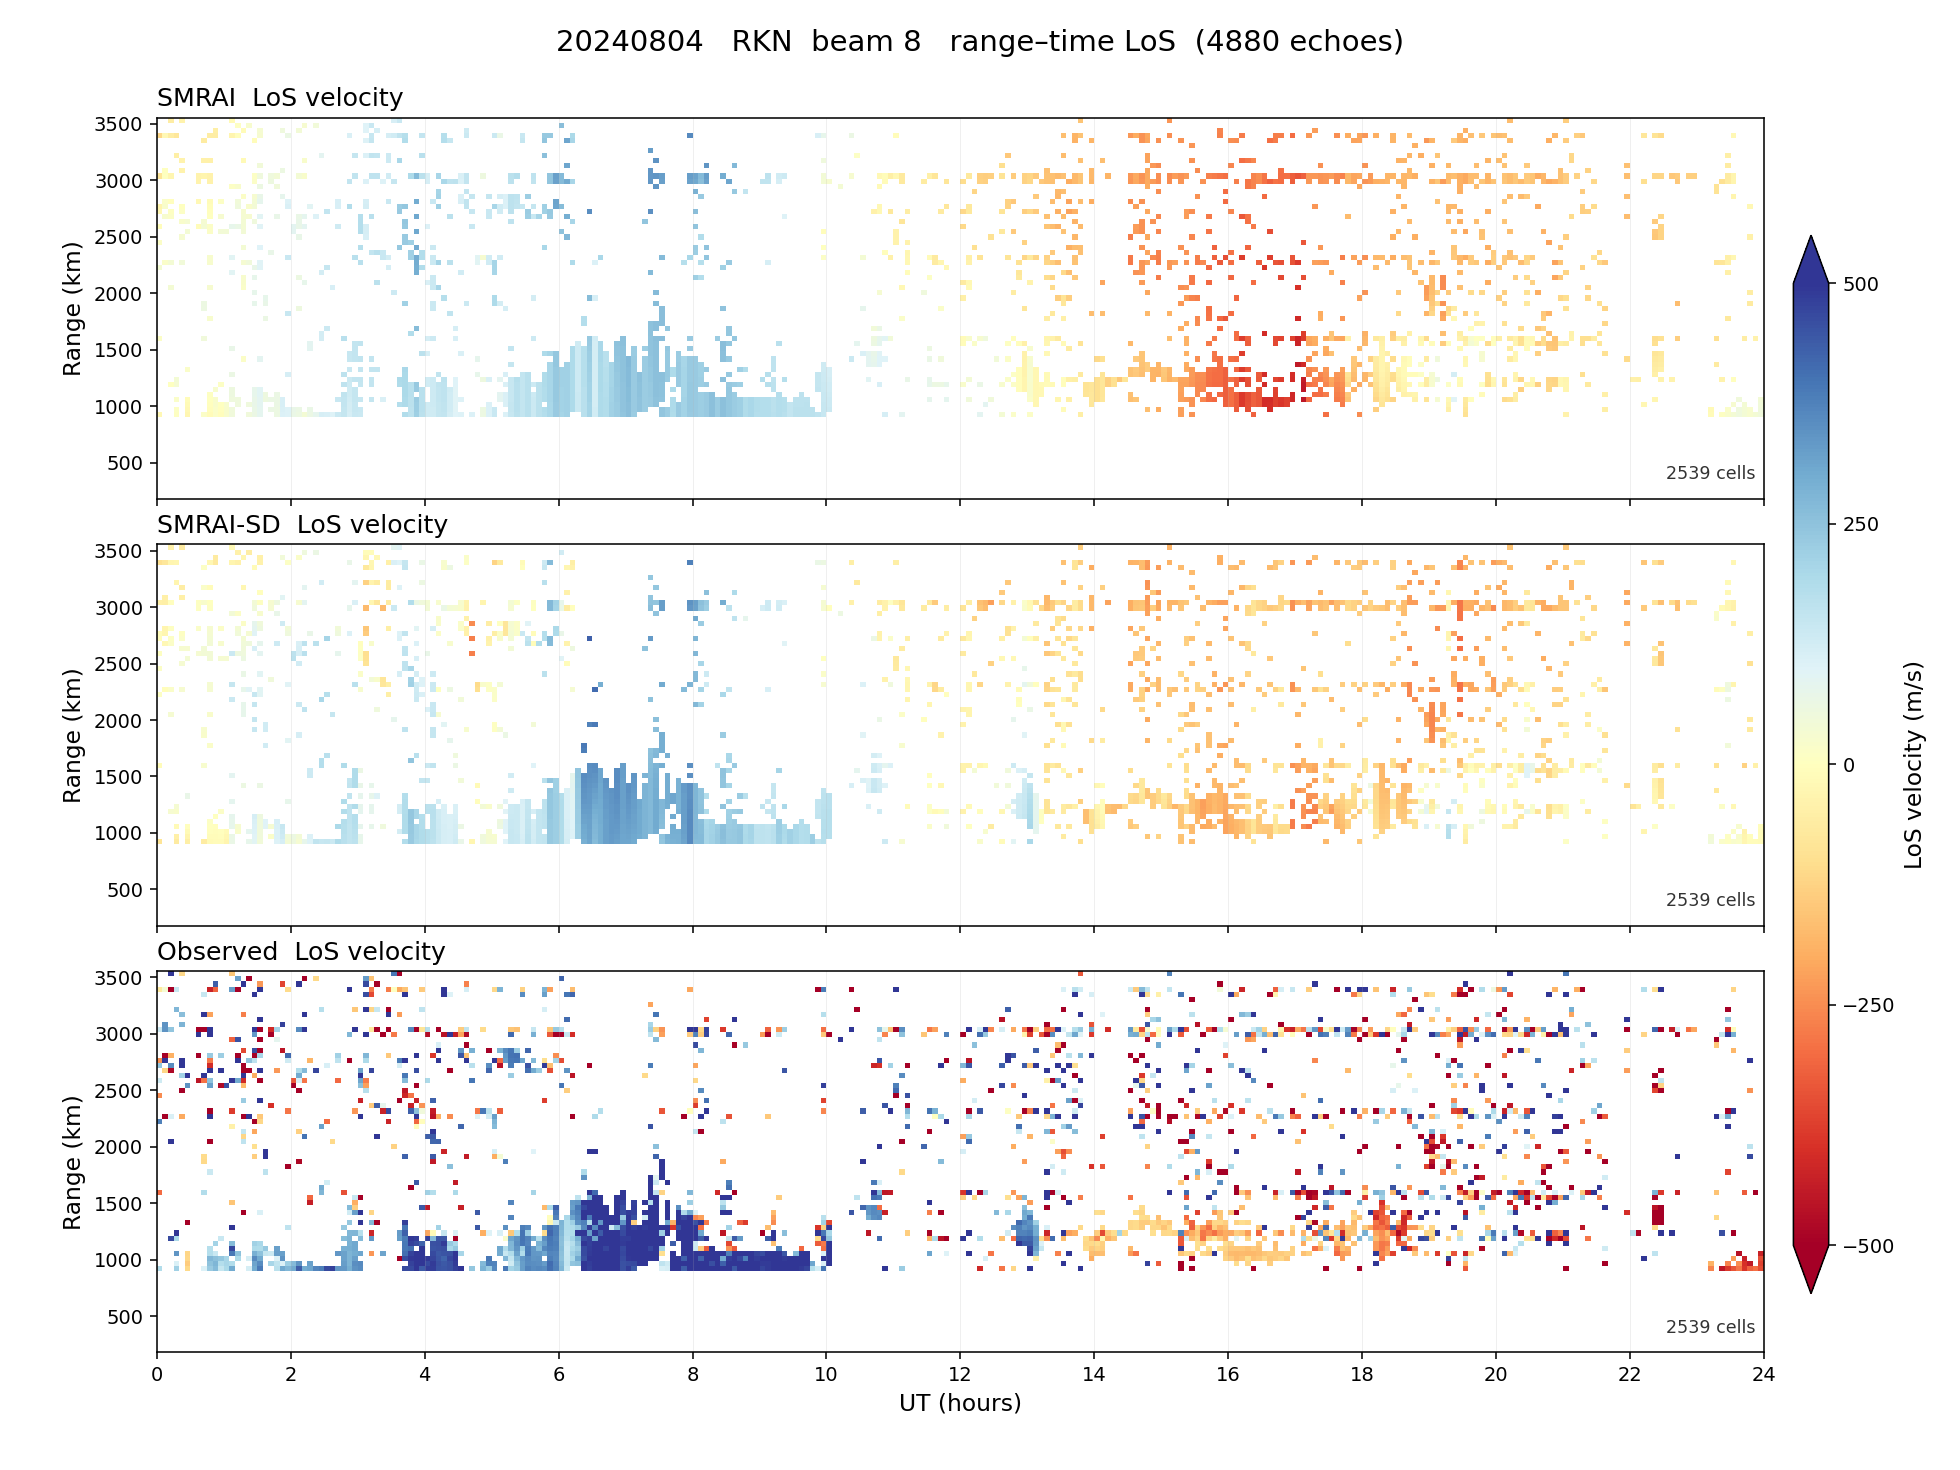 20240804   RKN  beam 8   range–time LoS  (4880 echoes)
SMRAI  LoS velocity
3500
3000
2500
2000
1500
1000
500
Range (km)
2539 cells
SMRAI-SD  LoS velocity
3500
3000
2500
2000
1500
1000
500
Range (km)
2539 cells
Observed  LoS velocity
3500
3000
2500
2000
1500
1000
500
Range (km)
2539 cells
0 2 4 6 8 10 12 14 16 18 20 22 24
UT (hours)
500
250
0
−250
−500
LoS velocity (m/s)